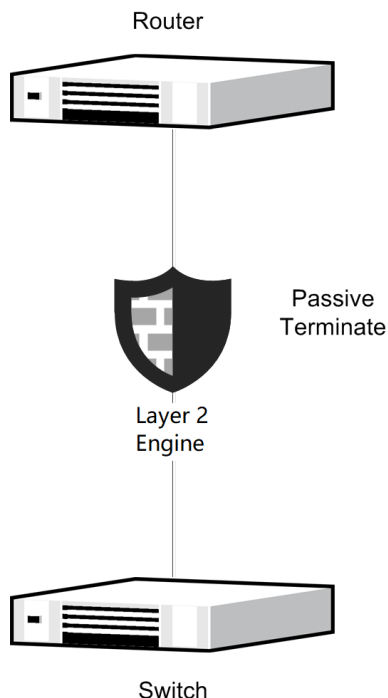 Router
Passive
Terminate
Layer 2
Engine
Switch